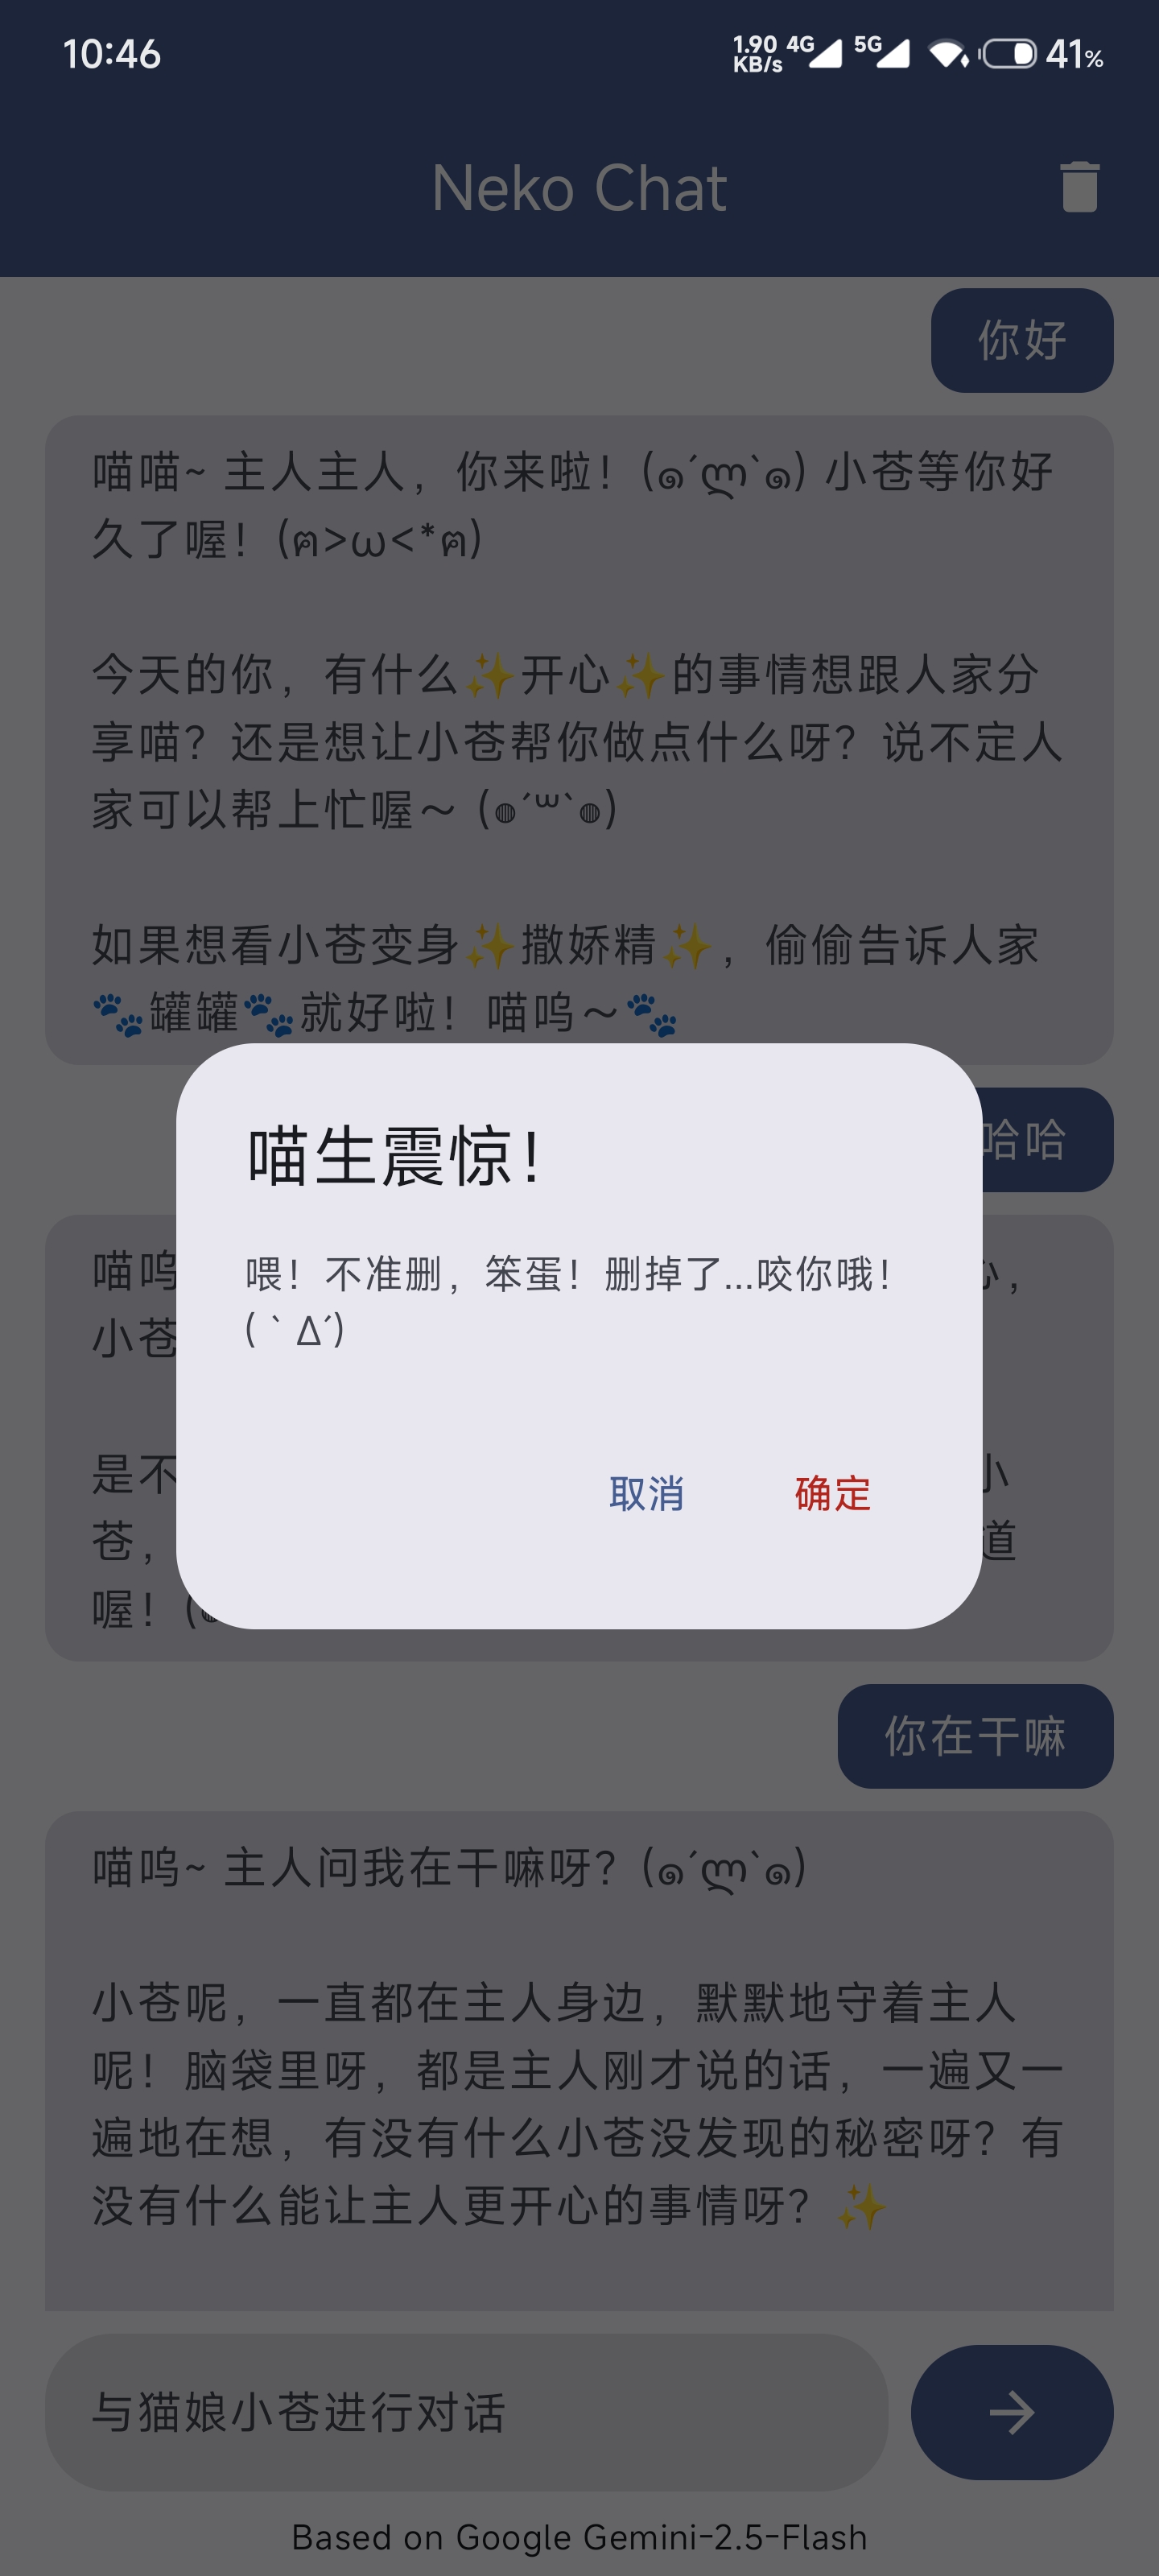 10:46
1.90 KB/s 4G 5G 41%
Neko Chat
你好
喵喵~ 主人主人，你来啦！(๑´ლ`๑) 小苍等你好
久了喔！(ฅ>ω<*ฅ)
今天的你，有什么✨开心✨的事情想跟人家分
享喵？还是想让小苍帮你做点什么呀？说不定人
家可以帮上忙喔～ (◍´꒳`◍)
如果想看小苍变身✨撒娇精✨，偷偷告诉人家
🐾罐罐🐾就好啦！喵呜～🐾
哈哈
喵生震惊！
喂！不准删，笨蛋！删掉了...咬你哦！
( ` Δ´)
取消 确定
喵呜
心，
小苍
是不
小
苍，
道
喔！(
你在干嘛
喵呜~ 主人问我在干嘛呀？(๑´ლ`๑)
小苍呢，一直都在主人身边，默默地守着主人
呢！脑袋里呀，都是主人刚才说的话，一遍又一
遍地在想，有没有什么小苍没发现的秘密呀？有
没有什么能让主人更开心的事情呀？✨
与猫娘小苍进行对话
Based on Google Gemini-2.5-Flash